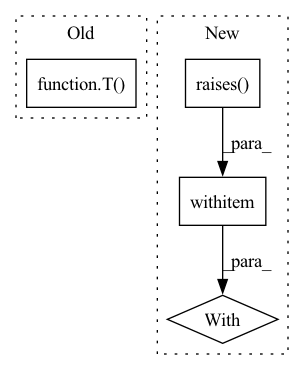 Old
New
function.T()
raises()
_para_
withitem
_para_
With